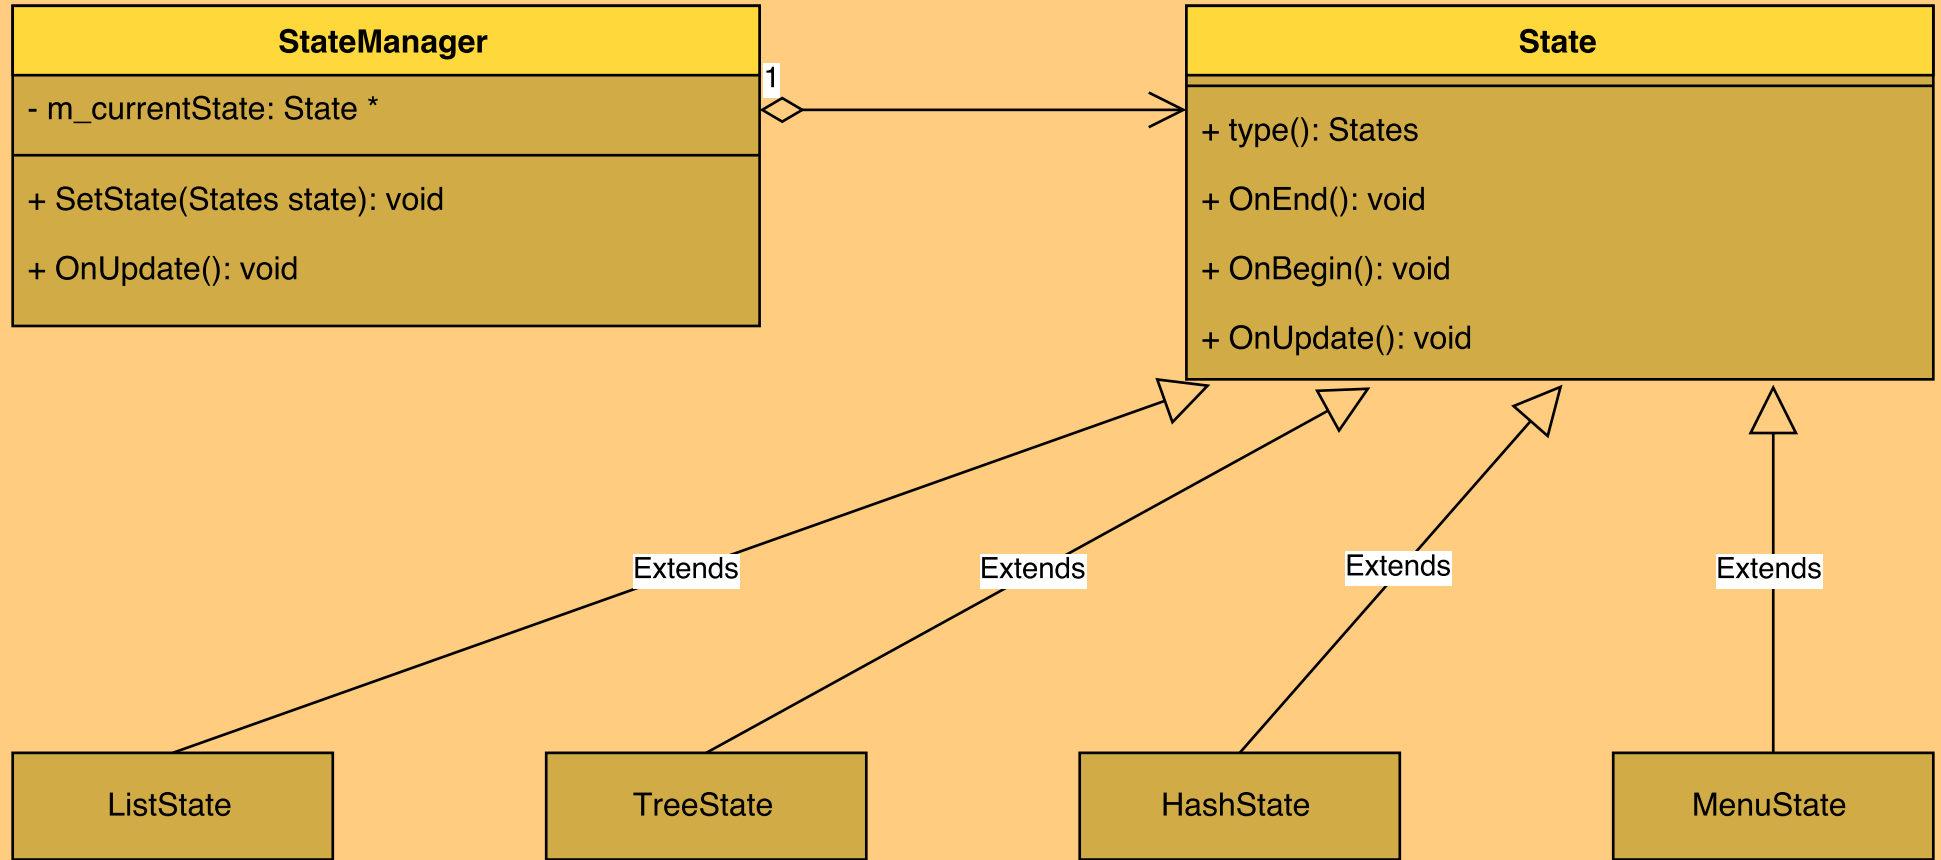 StateManager
- m_currentState: State *
+ SetState(States state): void
+ OnUpdate(): void
1
State
+ type(): States
+ OnEnd(): void
+ OnBegin(): void
+ OnUpdate(): void
Extends
Extends
Extends
Extends
ListState
TreeState
HashState
MenuState